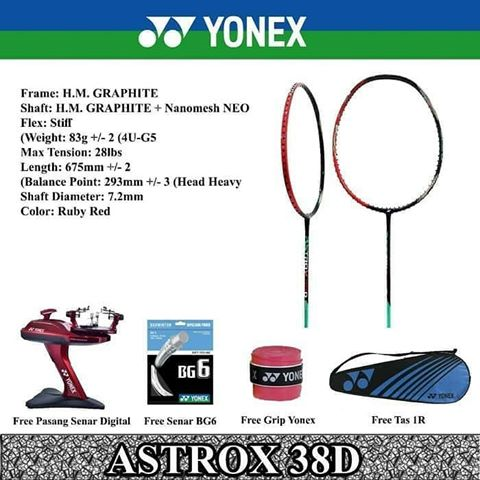 YONEX
Frame: H.M. GRAPHITE
Shaft: H.M. GRAPHITE + Nanomesh NEO
Flex: Stiff
(Weight: 83g +/- 2 (4U-G5
Max Tension: 28lbs
Length: 675mm +/- 2
(Balance Point: 293mm +/- 3 (Head Heavy
Shaft Diameter: 7.2mm
Color: Ruby Red
YONEX
BADMINTON
BG6
YONEX
YONEX
YONEX
Free Pasang Senar Digital
Free Senar BG6
Free Grip Yonex
Free Tas 1R
ASTROX 38D